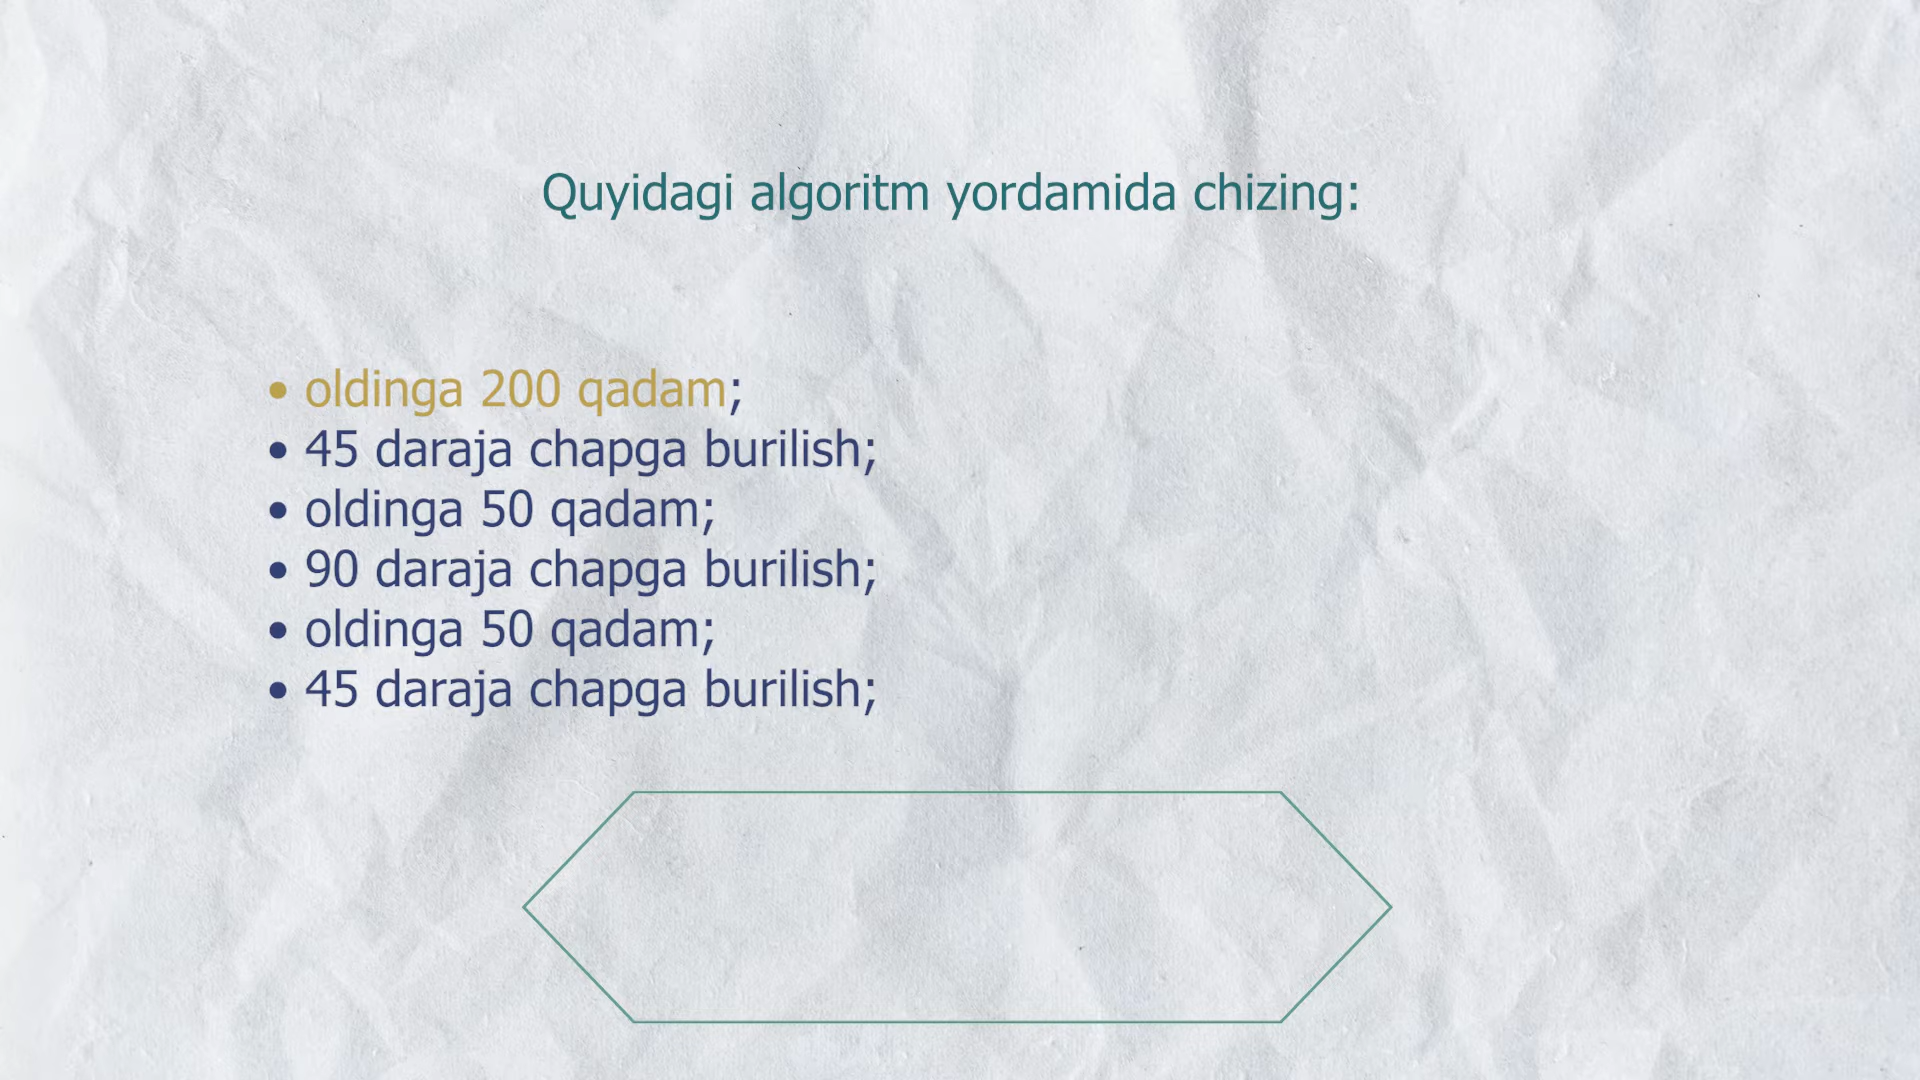 Quyidagi algoritm yordamida chizing:
• oldinga 200 qadam;
• 45 daraja chapga burilish;
• oldinga 50 qadam;
• 90 daraja chapga burilish;
• oldinga 50 qadam;
• 45 daraja chapga burilish;